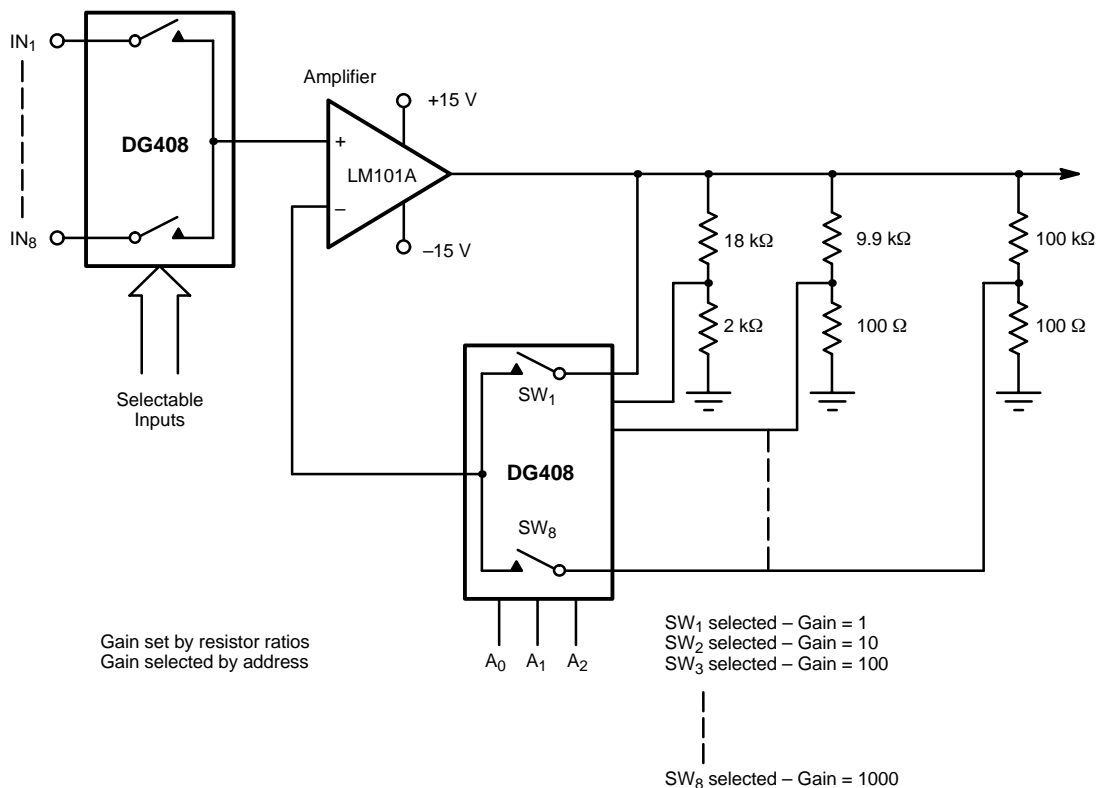 IN1
DG408
IN8
Selectable
Inputs
Amplifier
+15 V
+
LM101A
–
–15 V
18 kΩ
9.9 kΩ
100 kΩ
2 kΩ
100 Ω
100 Ω
SW1
DG408
SW8
A0 A1 A2
Gain set by resistor ratios
Gain selected by address
SW1 selected – Gain = 1
SW2 selected – Gain = 10
SW3 selected – Gain = 100
SW8 selected – Gain = 1000